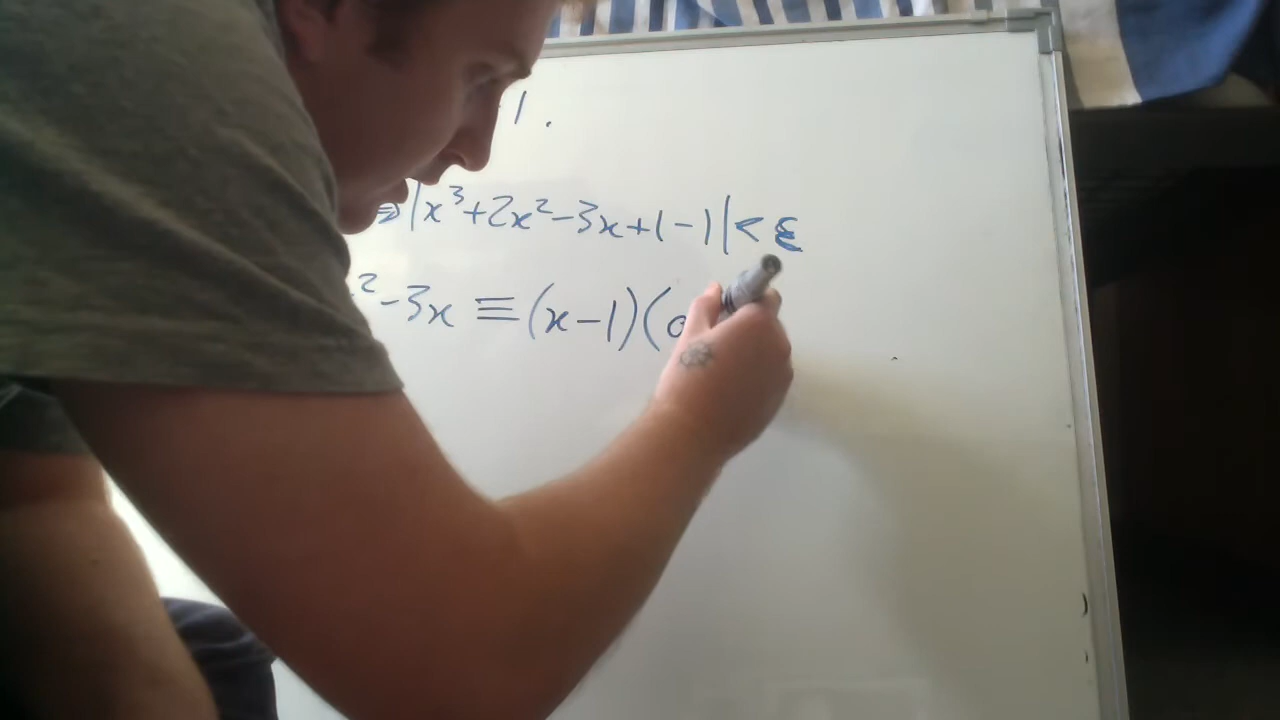 1.
⇒|x³+2x²-3x+1-1|<ε
²-3x ≡(x-1)(a